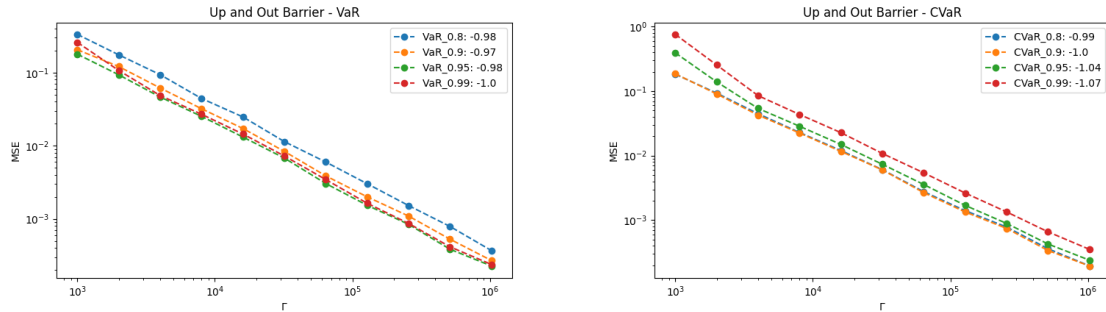 Up and Out Barrier - VaR
MSE
10⁻¹
10⁻²
10⁻³
VaR_0.8: -0.98
VaR_0.9: -0.97
VaR_0.95: -0.98
VaR_0.99: -1.0
10³
10⁴
10⁵
10⁶
Γ
Up and Out Barrier - CVaR
MSE
10⁰
10⁻¹
10⁻²
10⁻³
CVaR_0.8: -0.99
CVaR_0.9: -1.0
CVaR_0.95: -1.04
CVaR_0.99: -1.07
10³
10⁴
10⁵
10⁶
Γ